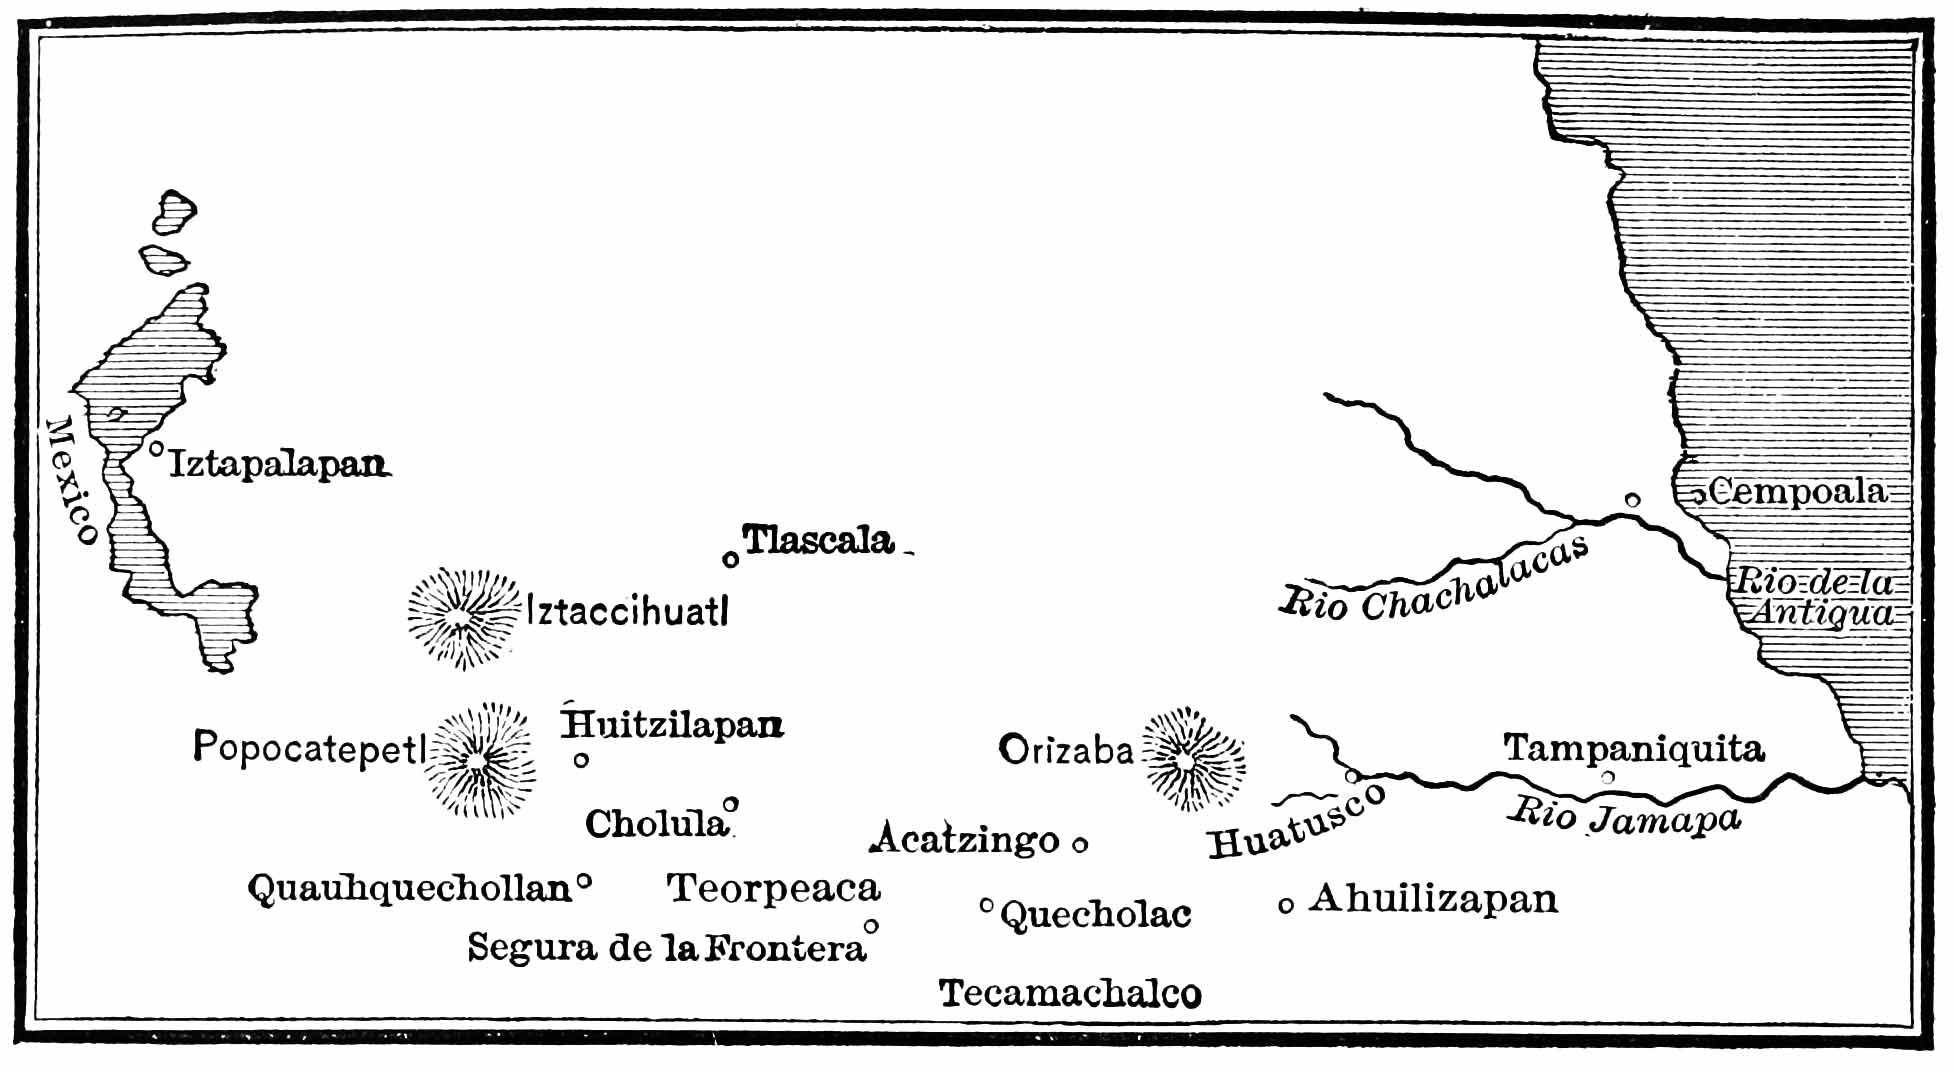 Mexico
Iztapalapan
Tlascala
Cempoala
Rio de la
Antiqua
Rio Chachalacas
Iztaccihuatl
Popocatepetl
Huitzilapan
Orizaba
Tampaniquita
Rio Jamapa
Huatusco
Cholula
Acatzingo
Quauhquechollan
Teorpeaca
Ahuilizapan
Quecholac
Segura de la Frontera
Tecamachalco